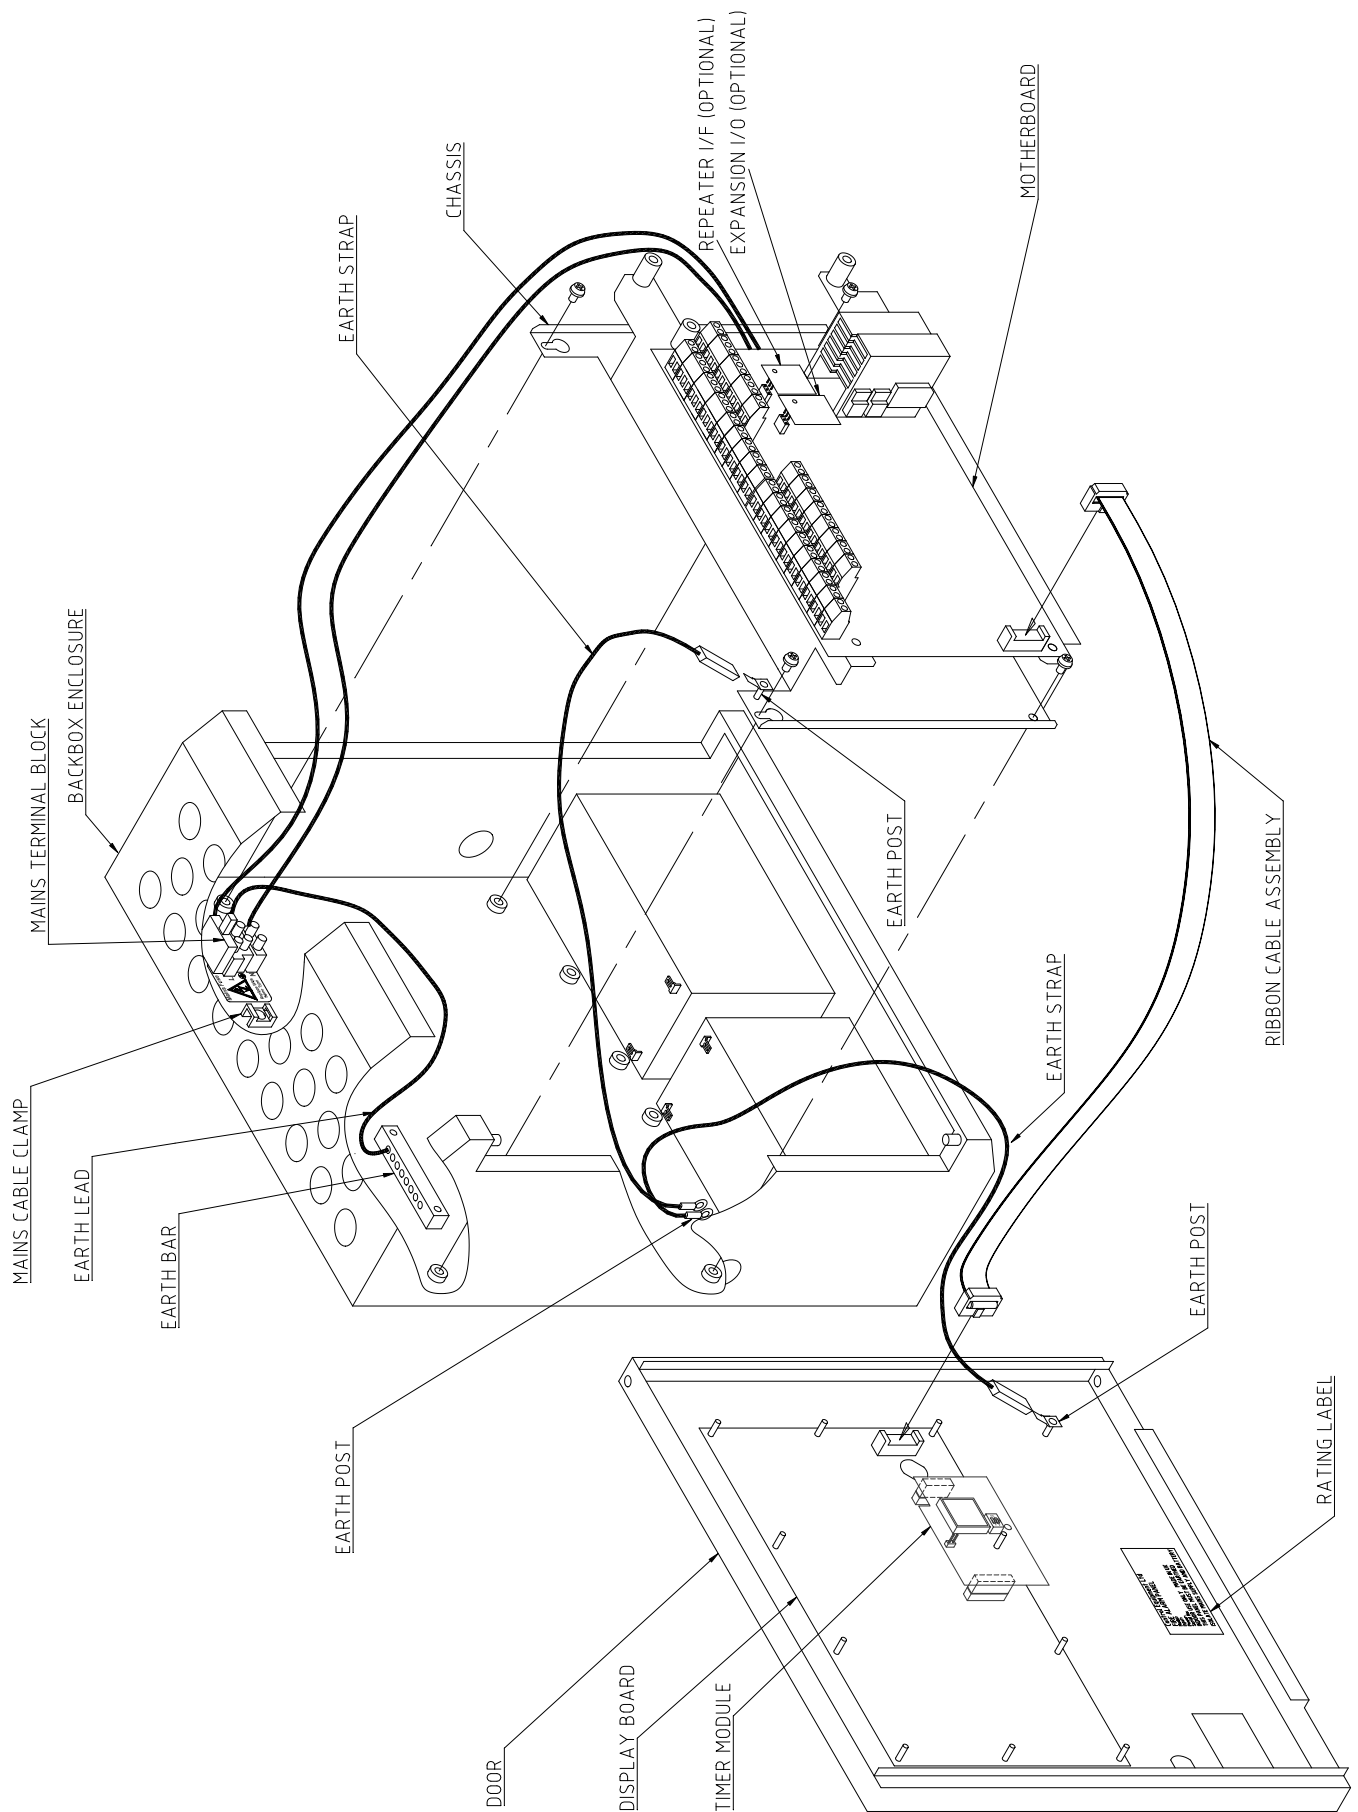 MAINS CABLE CLAMP
MAINS TERMINAL BLOCK
BACKBOX ENCLOSURE
EARTH LEAD
EARTH BAR
EARTH STRAP
CHASSIS
REPEATER I/F (OPTIONAL)
EXPANSION I/O (OPTIONAL)
MOTHERBOARD
EARTH POST
EARTH POST
EARTH STRAP
RIBBON CABLE ASSEMBLY
EARTH POST
RATING LABEL
DOOR
DISPLAY BOARD
TIMER MODULE